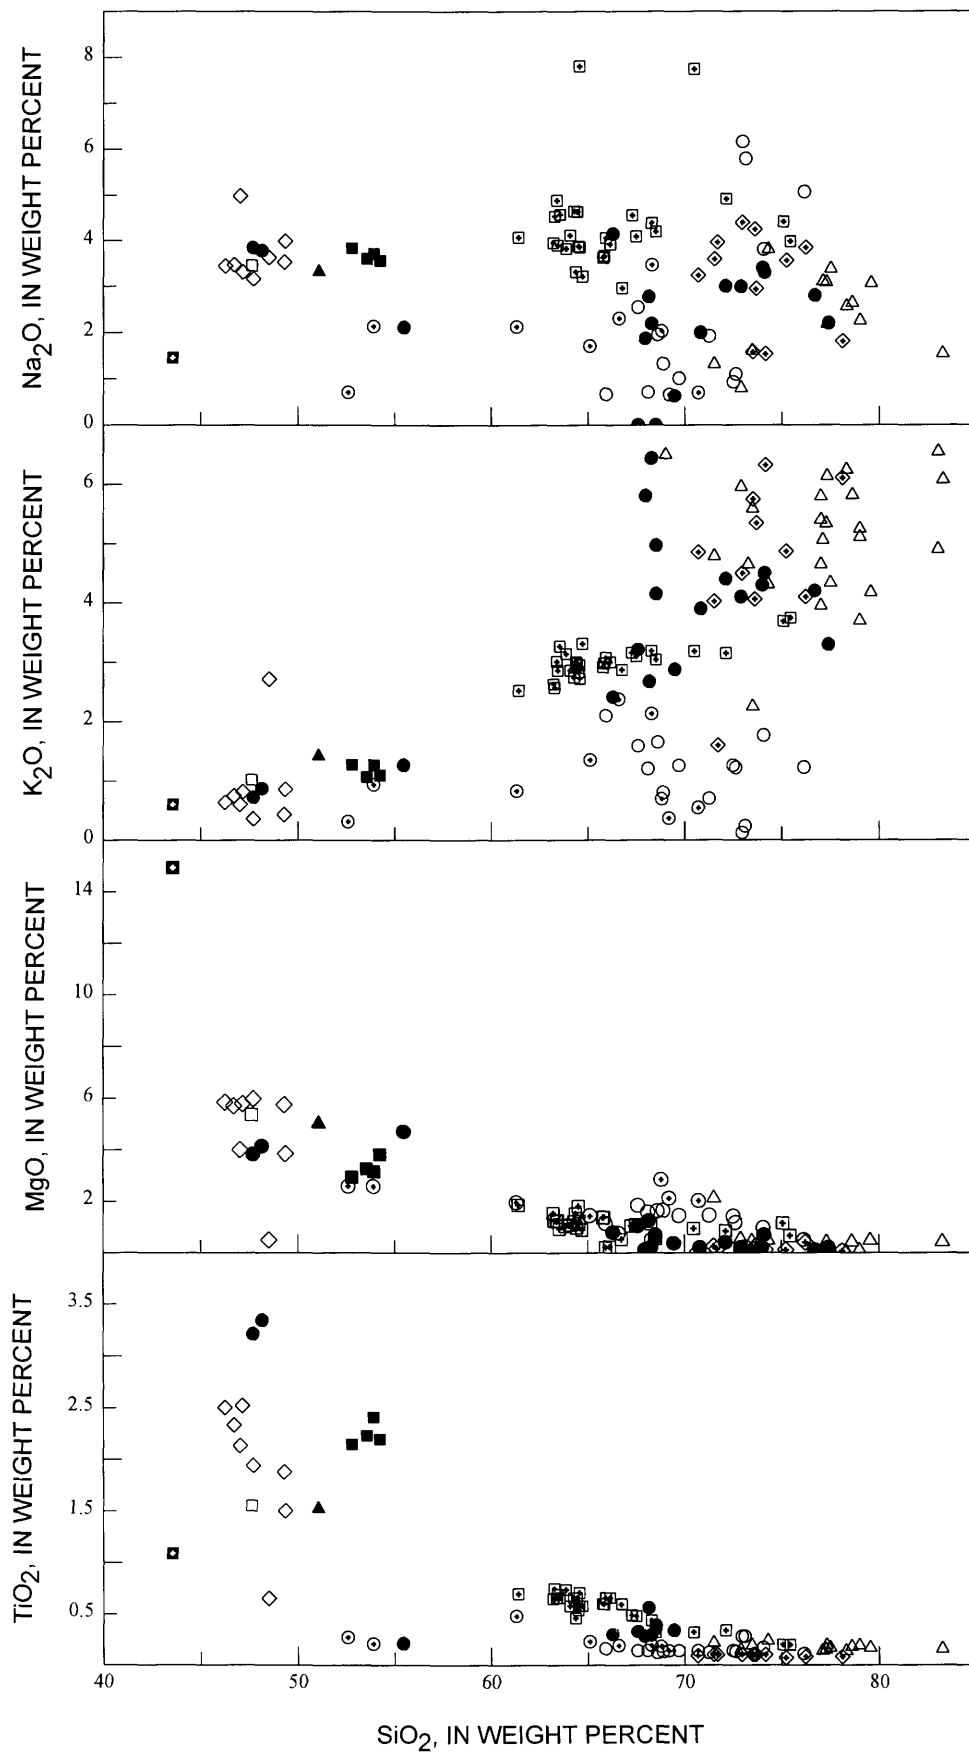 Na2O, IN WEIGHT PERCENT
8
6
4
2
0
K2O, IN WEIGHT PERCENT
6
4
2
0
MgO, IN WEIGHT PERCENT
14
10
6
2
TiO2, IN WEIGHT PERCENT
3.5
2.5
1.5
0.5
40 50 60 70 80
SiO2, IN WEIGHT PERCENT